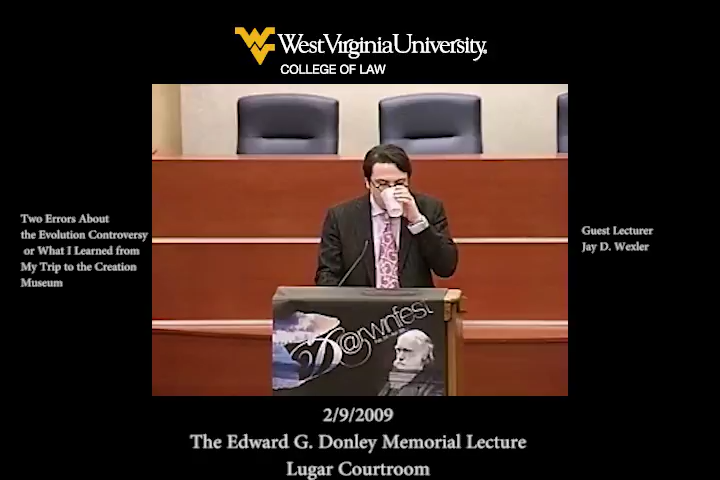 WestVirginiaUniversity.
COLLEGE OF LAW
Two Errors About
the Evolution Controversy
or What I Learned from
My Trip to the Creation
Museum
Guest Lecturer
Jay D. Wexler
D@rwnfest
2/9/2009
The Edward G. Donley Memorial Lecture
Lugar Courtroom